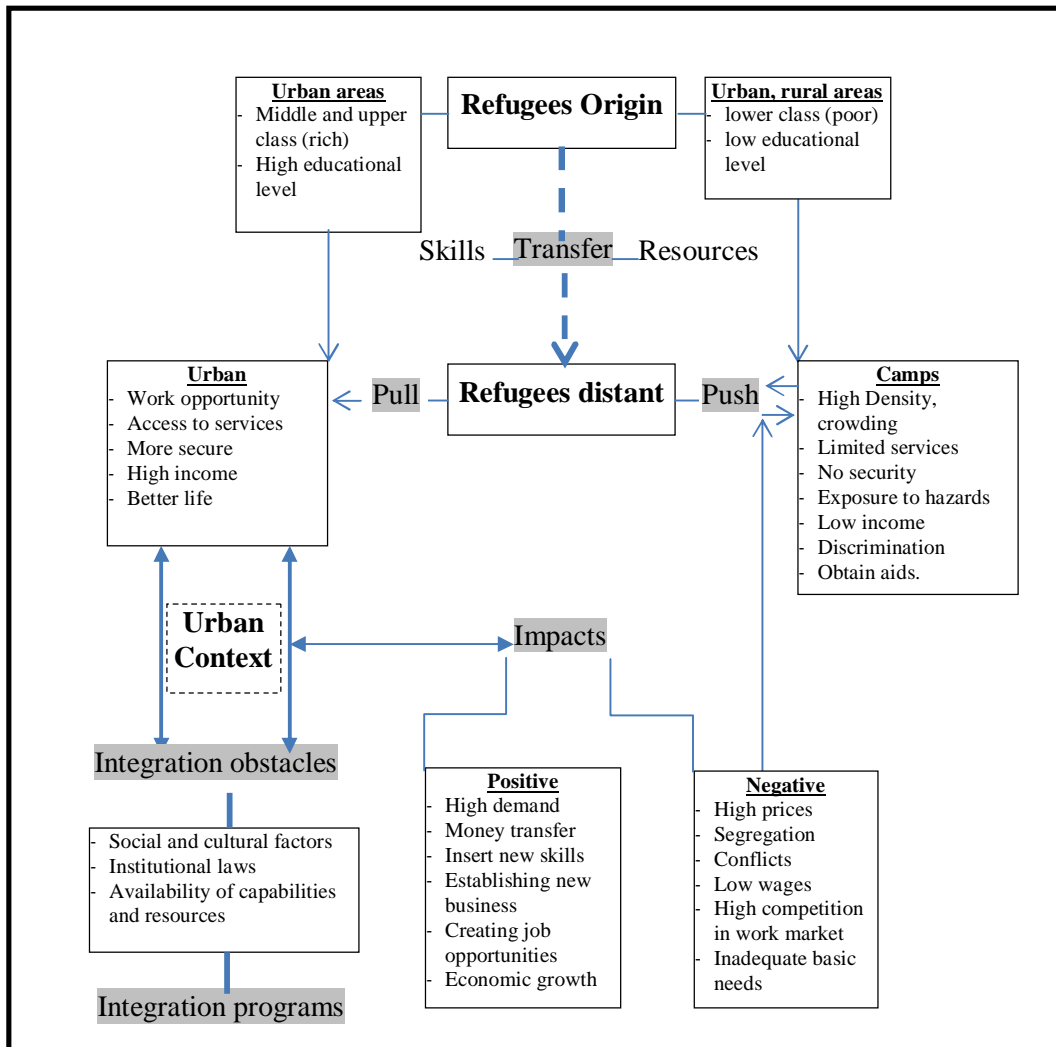 Urban areas
- Middle and upper
class (rich)
- High educational
level
Refugees Origin
Urban, rural areas
- lower class (poor)
- low educational
level
Skills Transfer Resources
Urban
- Work opportunity
- Access to services
- More secure
- High income
- Better life
Pull
Refugees distant
Push
Camps
- High Density,
crowding
- Limited services
- No security
- Exposure to hazards
- Low income
- Discrimination
- Obtain aids.
Urban
Context
Impacts
Integration obstacles
- Social and cultural factors
- Institutional laws
- Availability of capabilities
and resources
Integration programs
Positive
- High demand
- Money transfer
- Insert new skills
- Establishing new
business
- Creating job
opportunities
- Economic growth
Negative
- High prices
- Segregation
- Conflicts
- Low wages
- High competition
in work market
- Inadequate basic
needs